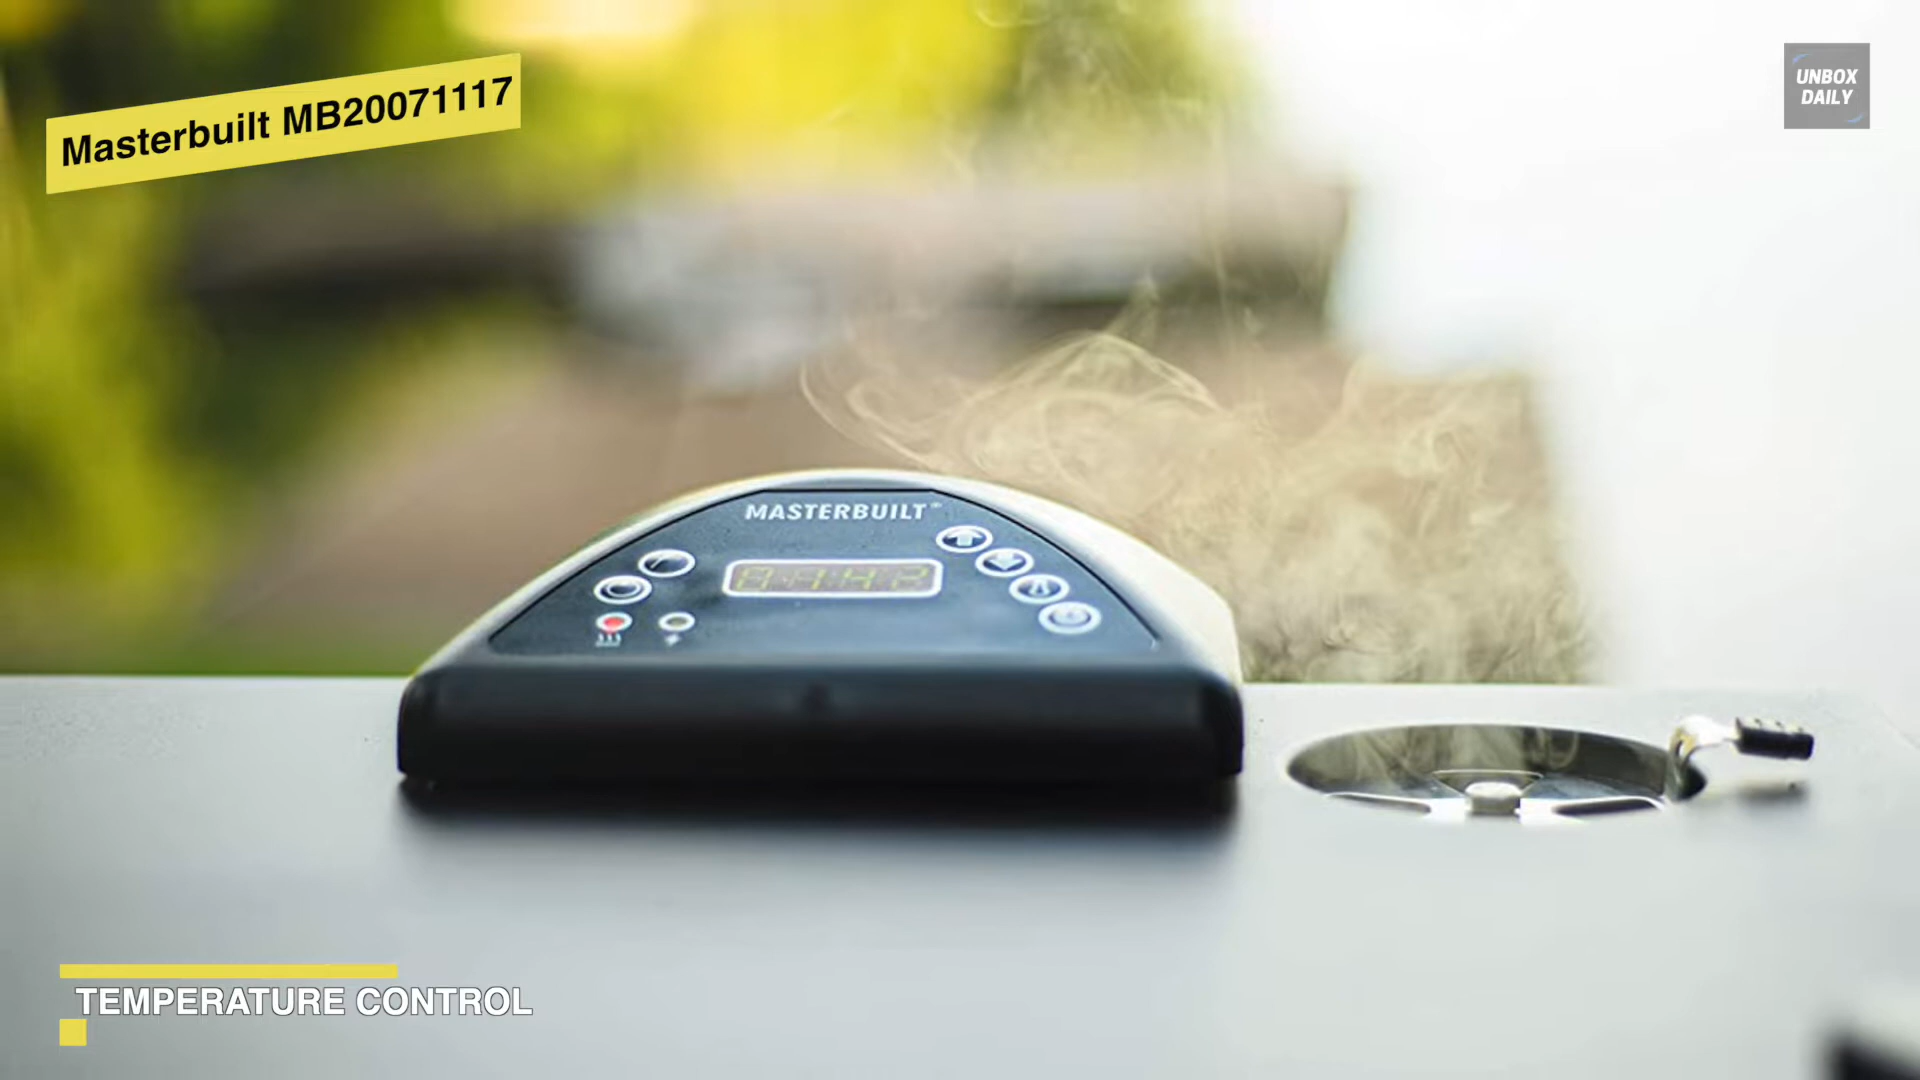 Masterbuilt MB20071117
UNBOX
DAILY
MASTERBUILT
TEMPERATURE CONTROL